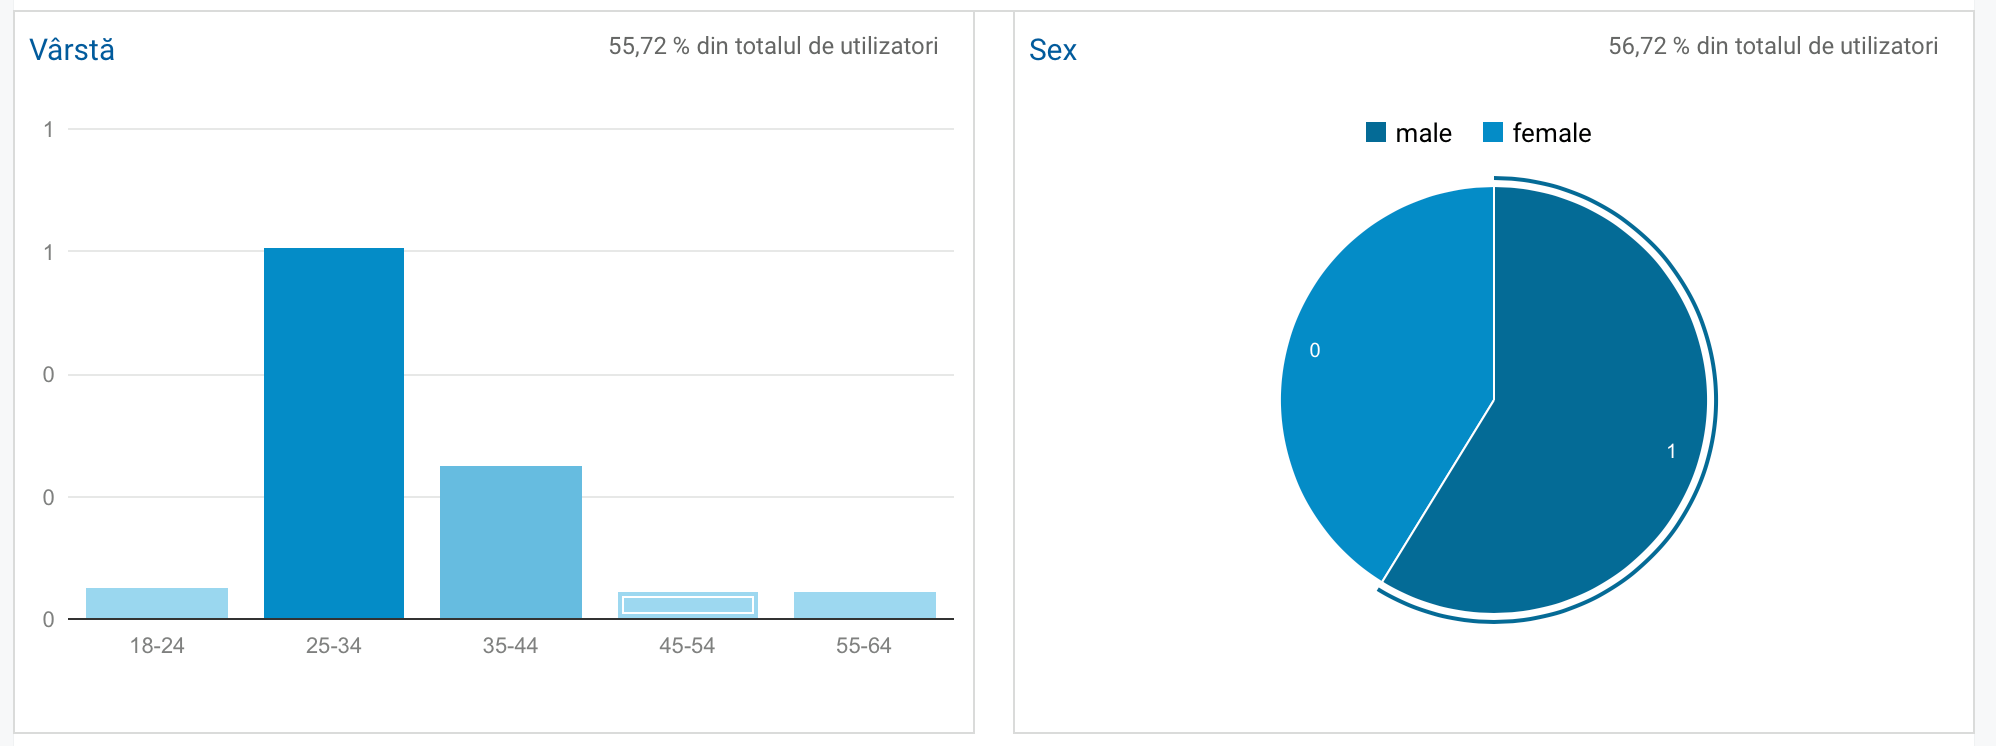 Vârstă
55,72 % din totalul de utilizatori
1
1
0
0
0
18-24
25-34
35-44
45-54
55-64
Sex
56,72 % din totalul de utilizatori
male
female
0
1